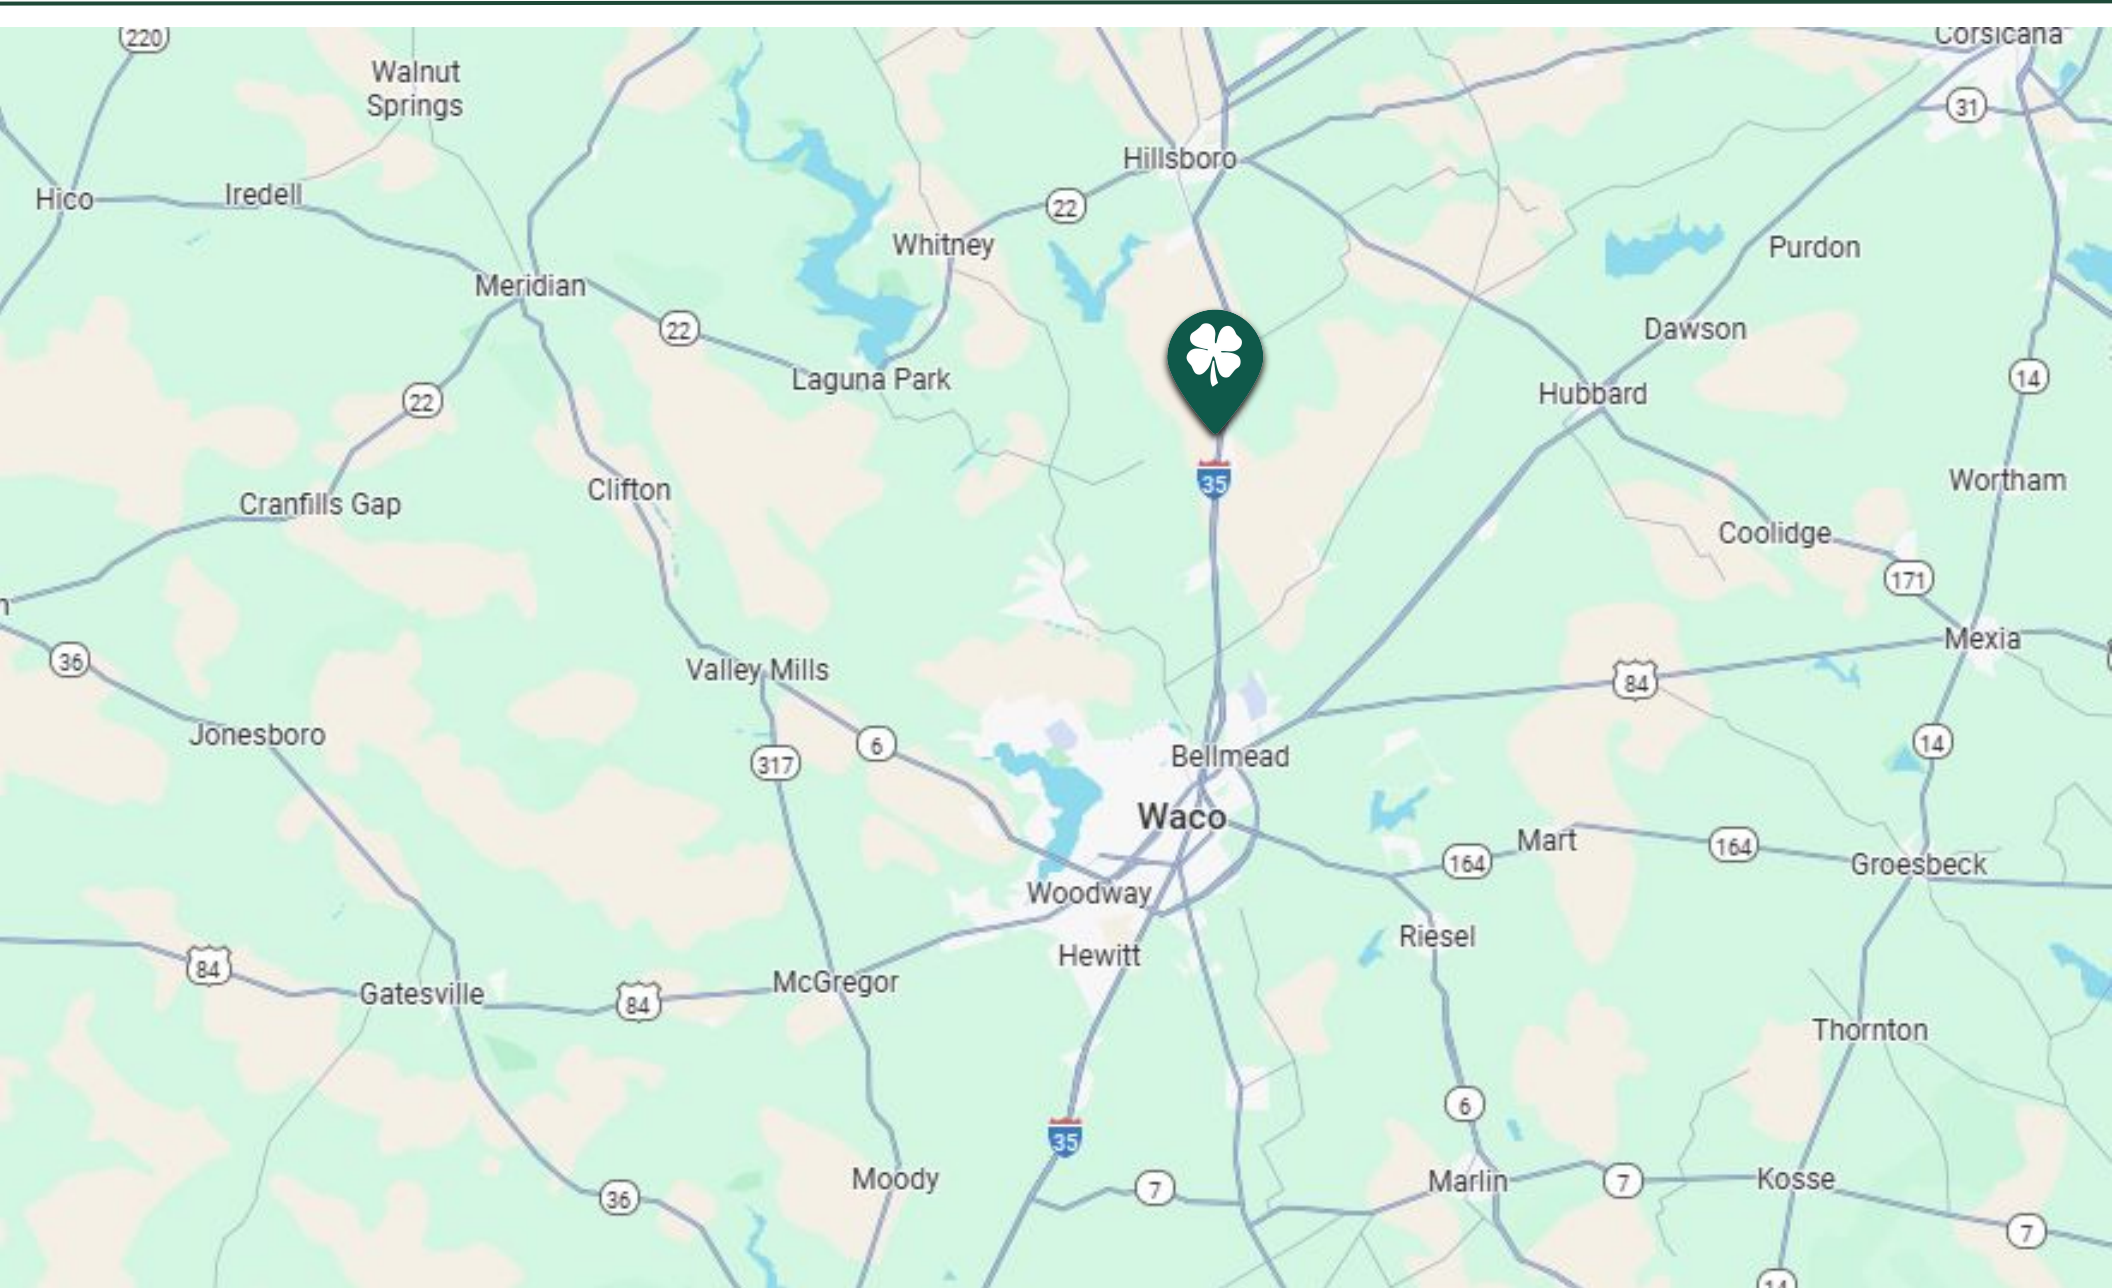 220
Corsicana
Walnut
Springs
31
Hillsboro
Hico
Iredell
22
Whitney
Purdon
Meridian
22
Dawson
Laguna Park
14
Hubbard
22
35
Wortham
Clifton
Cranfills Gap
Coolidge
171
36
Mexia
Valley Mills
84
Jonesboro
6
14
317
Bellmead
Waco
Mart
164
164
Groesbeck
Woodway
Riesel
Hewitt
84
McGregor
Gatesville
84
Thornton
6
35
Moody
7
Marlin
7
Kosse
36
7
14